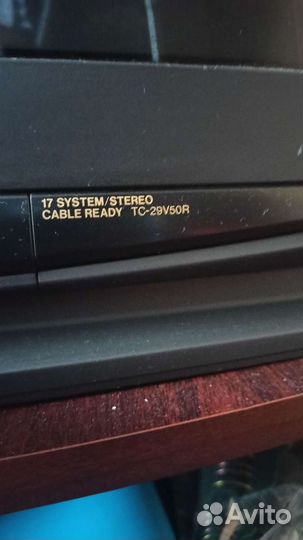 17 SYSTEM/STEREO
CABLE READY TC-29V50R
Avito